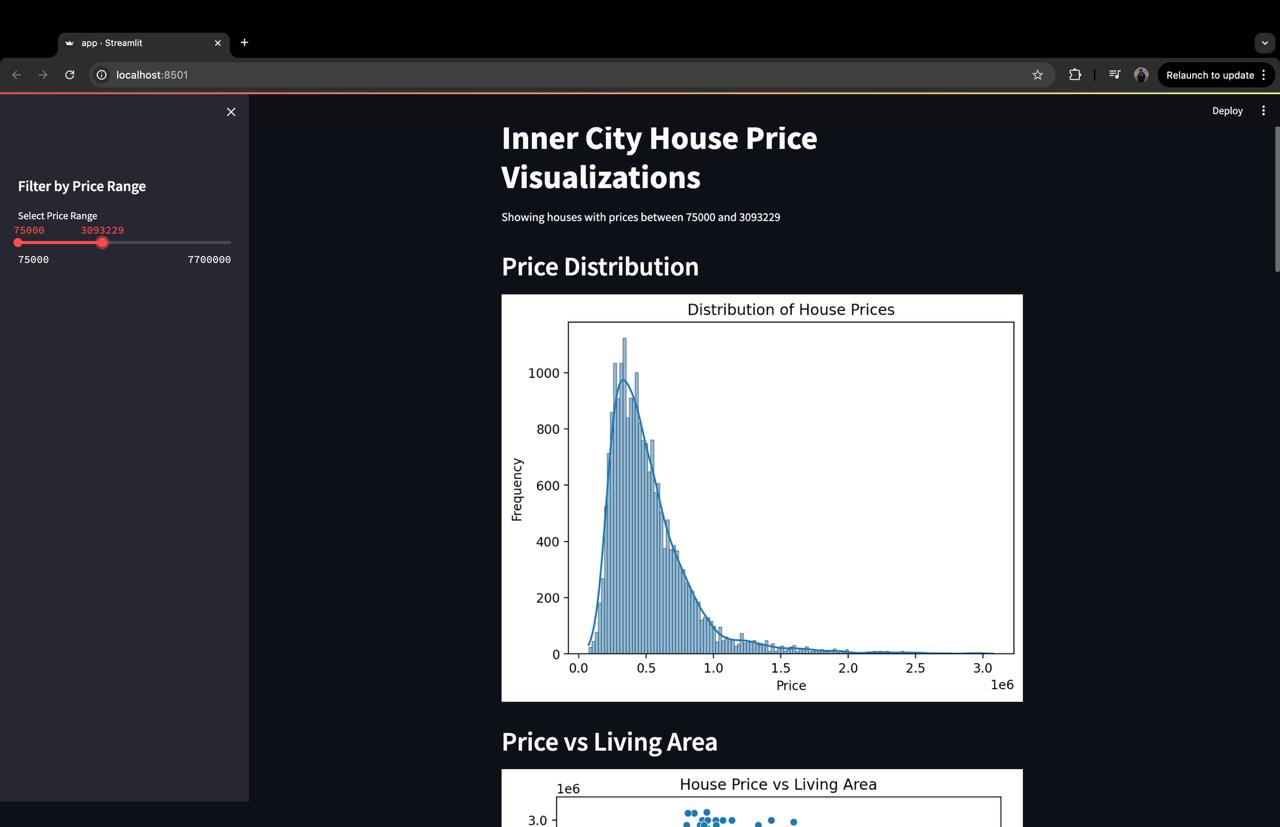 app · Streamlit
localhost:8501
Relaunch to update
Deploy
Filter by Price Range
Select Price Range
75000 3093229
75000 7700000
Inner City House Price
Visualizations
Showing houses with prices between 75000 and 3093229
Price Distribution
Distribution of House Prices
Frequency
1000
800
600
400
200
0
0.0 0.5 1.0 1.5 2.0 2.5 3.0
1e6
Price
Price vs Living Area
House Price vs Living Area
1e6
3.0